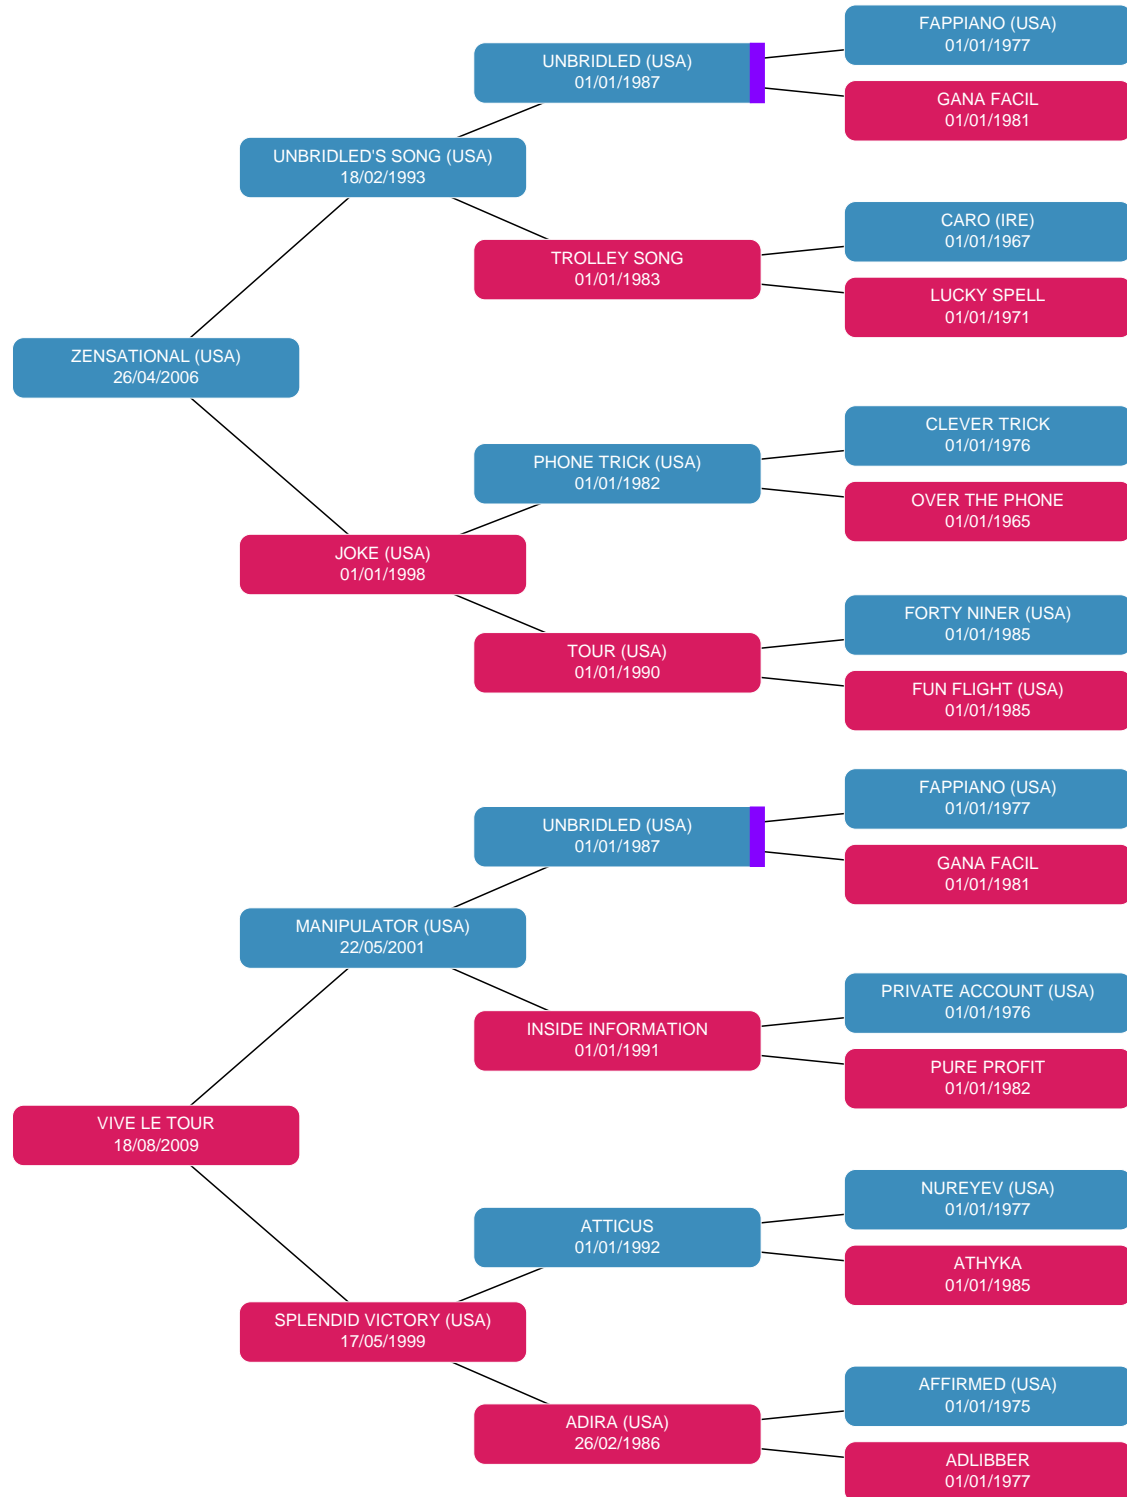 FAPPIANO (USA)
01/01/1977
UNBRIDLED (USA)
01/01/1987
GANA FACIL
01/01/1981
UNBRIDLED'S SONG (USA)
18/02/1993
CARO (IRE)
01/01/1967
TROLLEY SONG
01/01/1983
LUCKY SPELL
01/01/1971
ZENSATIONAL (USA)
26/04/2006
CLEVER TRICK
01/01/1976
PHONE TRICK (USA)
01/01/1982
OVER THE PHONE
01/01/1965
JOKE (USA)
01/01/1998
FORTY NINER (USA)
01/01/1985
TOUR (USA)
01/01/1990
FUN FLIGHT (USA)
01/01/1985
FAPPIANO (USA)
01/01/1977
UNBRIDLED (USA)
01/01/1987
GANA FACIL
01/01/1981
MANIPULATOR (USA)
22/05/2001
PRIVATE ACCOUNT (USA)
01/01/1976
INSIDE INFORMATION
01/01/1991
PURE PROFIT
01/01/1982
VIVE LE TOUR
18/08/2009
NUREYEV (USA)
01/01/1977
ATTICUS
01/01/1992
ATHYKA
01/01/1985
SPLENDID VICTORY (USA)
17/05/1999
AFFIRMED (USA)
01/01/1975
ADIRA (USA)
26/02/1986
ADLIBBER
01/01/1977